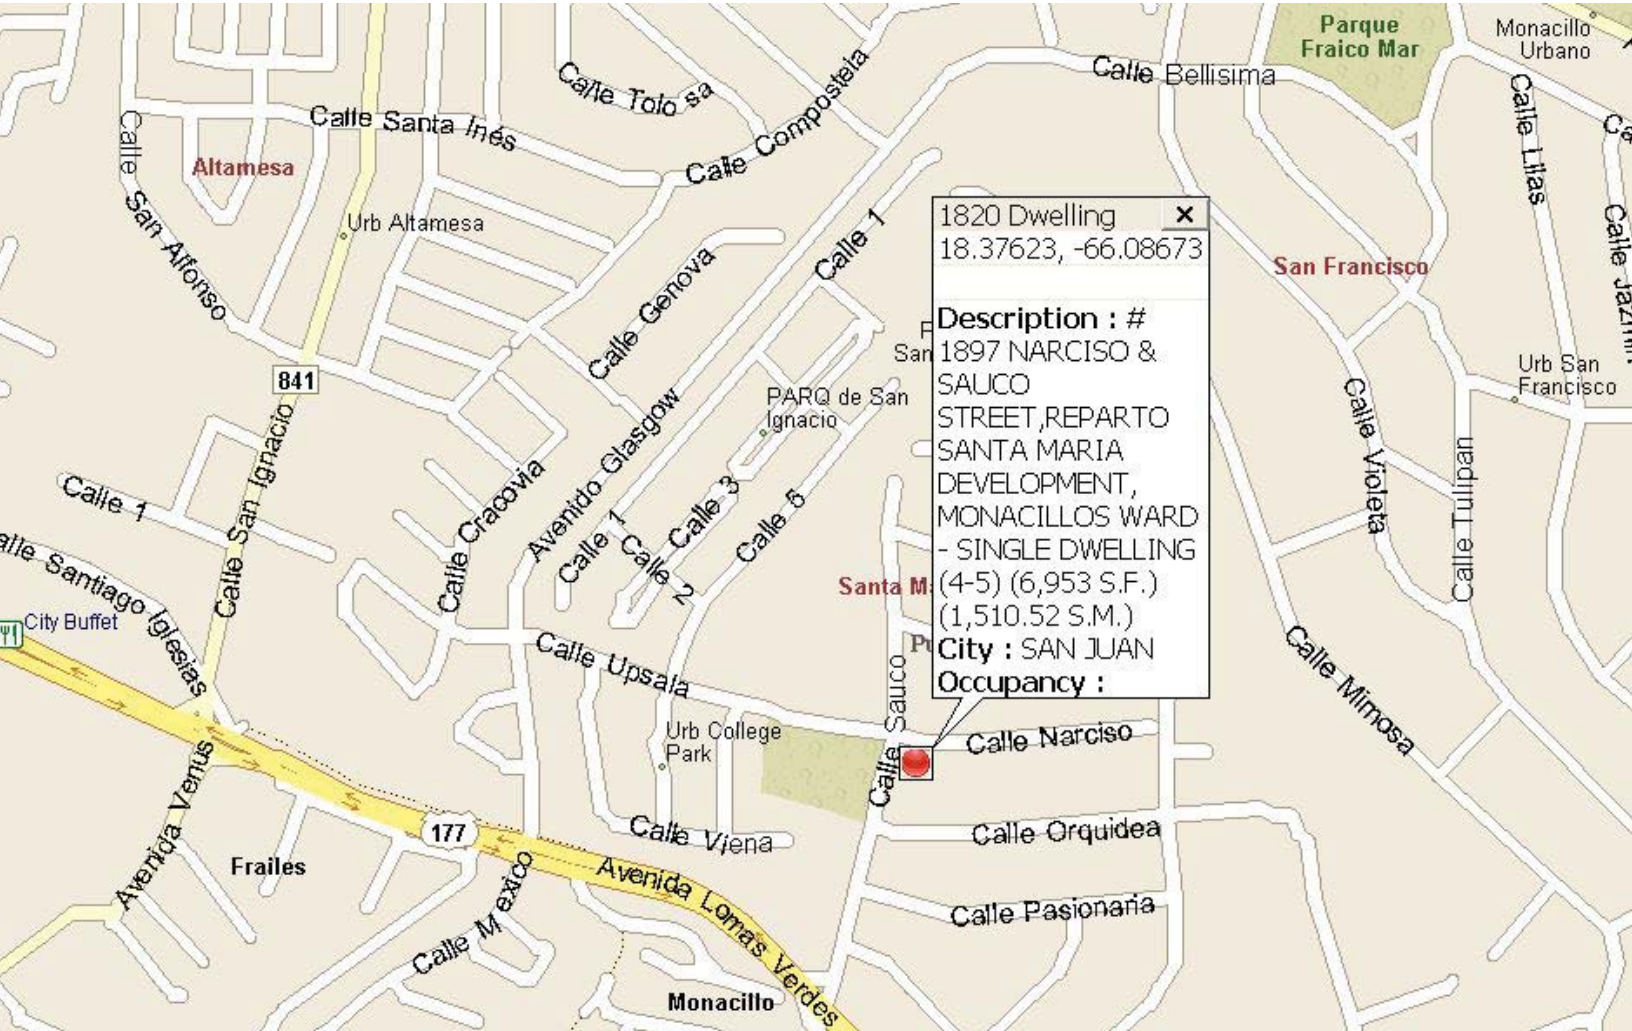 Parque
Fraico Mar
Monacillo
Urbano
Calle Bellisima
Calle Tolosa
Calle Compostela
Calle Santa Inés
Altamesa
Calle San Alfonso
Urb Altamesa
Calle Lilas
Calle 1
Calle Genova
San Francisco
Calle Jazmin
1820 Dwelling
18.37623, -66.08673
Description : #
1897 NARCISO &
SAUCO
STREET,REPARTO
SANTA MARIA
DEVELOPMENT,
MONACILLOS WARD
- SINGLE DWELLING
(4-5) (6,953 S.F.)
(1,510.52 S.M.)
City : SAN JUAN
Occupancy :
841
Urb San
Francisco
PARQ de San
Ignacio
San
Calle San Ignacio
Calle 1
Calle Cracovia
Avenido Glasgow
Calle 1
Calle 2
Calle 3
Calle 5
Calle Violeta
Calle Tulipan
Calle Santiago Iglesias
City Buffet
Santa M
Calle Upsala
Calle Sauco
Calle Mimosa
Urb College
Park
Calle Narciso
Avenida Venus
177
Calle Viena
Calle Orquidea
Frailes
Avenida Lomas Verdes
Calle Mexico
Calle Pasionaria
Monacillo